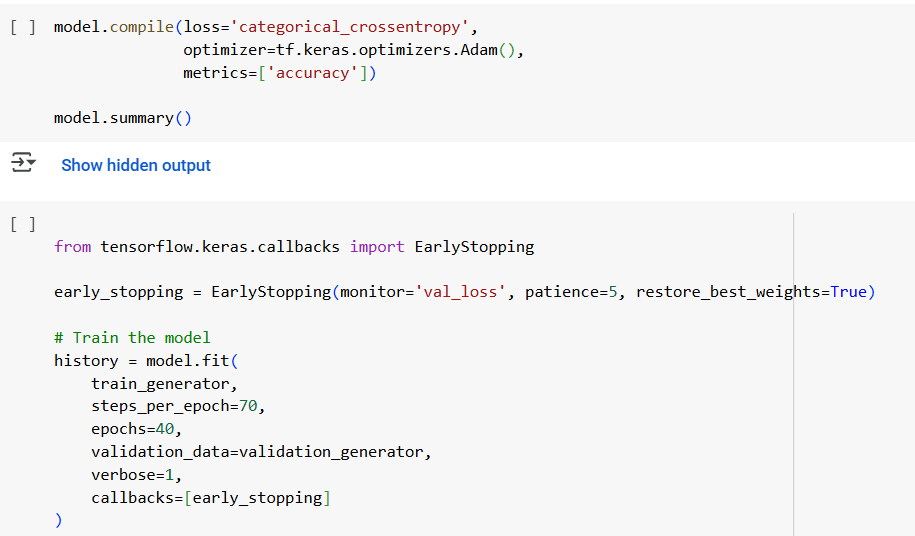 [ ] model.compile(loss='categorical_crossentropy',
optimizer=tf.keras.optimizers.Adam(),
metrics=['accuracy'])
model.summary()
Show hidden output
[ ]
from tensorflow.keras.callbacks import EarlyStopping
early_stopping = EarlyStopping(monitor='val_loss', patience=5, restore_best_weights=True)
# Train the model
history = model.fit(
train_generator,
steps_per_epoch=70,
epochs=40,
validation_data=validation_generator,
verbose=1,
callbacks=[early_stopping]
)